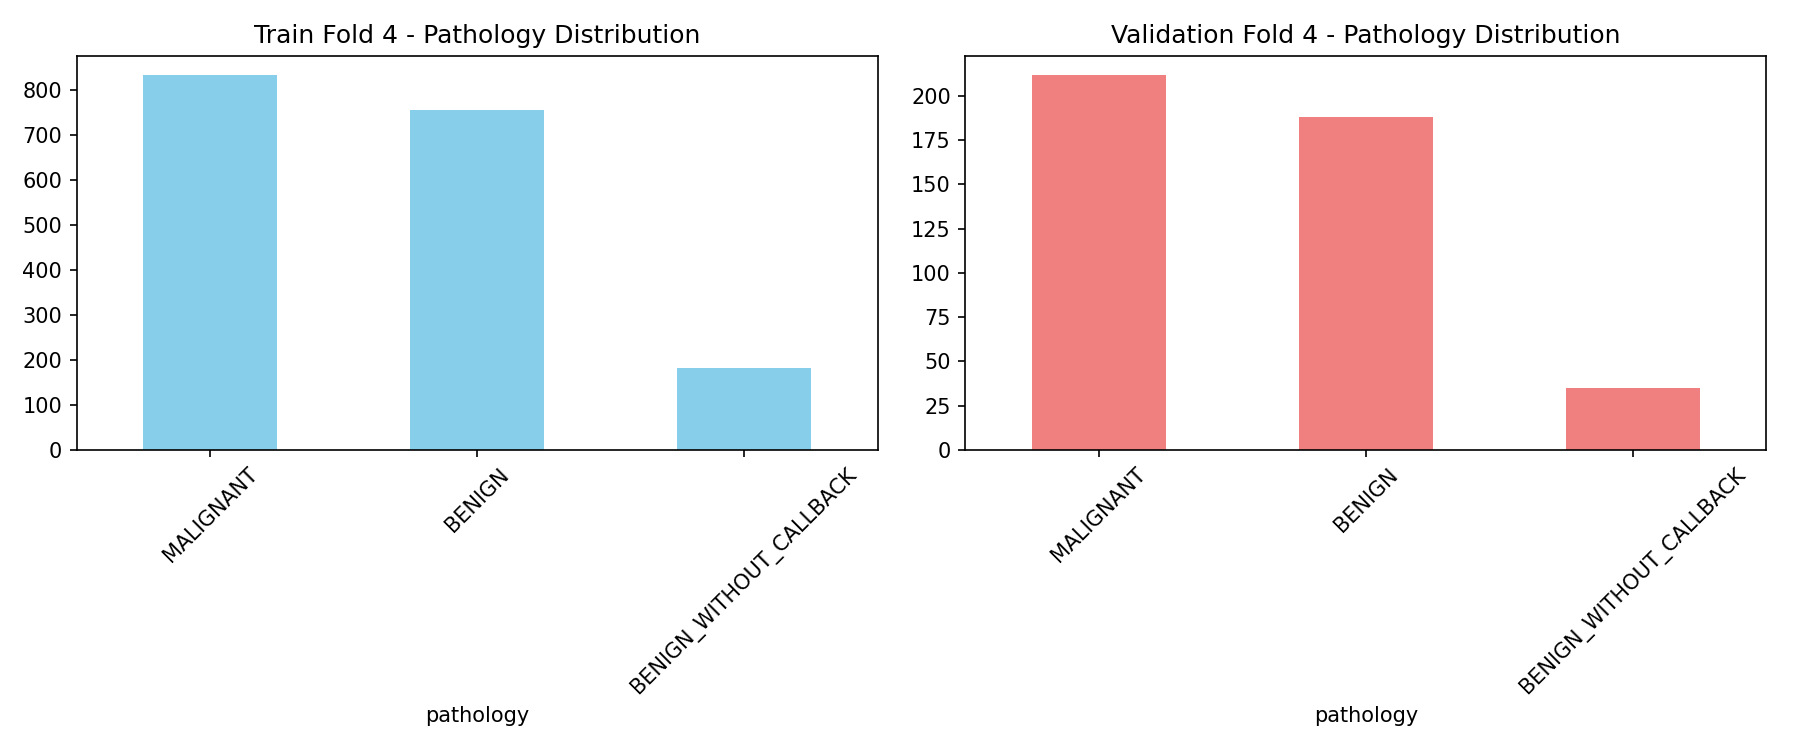 Train Fold 4 - Pathology Distribution
800
700
600
500
400
300
200
100
0
MALIGNANT
BENIGN
BENIGN_WITHOUT_CALLBACK
pathology
Validation Fold 4 - Pathology Distribution
200
175
150
125
100
75
50
25
0
MALIGNANT
BENIGN
BENIGN_WITHOUT_CALLBACK
pathology